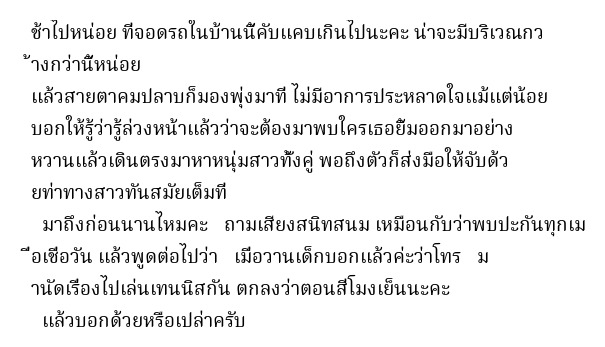 ช้าไปหน่อย ที่จอดรถในบ้านนี้คับแคบเกินไปนะคะ น่าจะมีบริเวณกว
้างกว่านี้หน่อย
แล้วสายตาคมปลาบก็มองพุ่งมาที่ ไม่มีอาการประหลาดใจแม้แต่น้อย
บอกให้รู้ว่ารู้ล่วงหน้าแล้วว่าจะต้องมาพบใครเธอยิ้มออกมาอย่าง
หวานแล้วเดินตรงมาหาหนุ่มสาวทั้งคู่ พอถึงตัวก็ส่งมือให้จับด้ว
ยท่าทางสาวทันสมัยเต็มที่
มาถึงก่อนนานไหมคะ ถามเสียงสนิทสนม เหมือนกับว่าพบปะกันทุกเม
ื่อเชื่อวัน แล้วพูดต่อไปว่า เมื่อวานเด็กบอกแล้วค่ะว่าโทร ม
านัดเรื่องไปเล่นเทนนิสกัน ตกลงว่าตอนสี่โมงเย็นนะคะ
แล้วบอกด้วยหรือเปล่าครับ